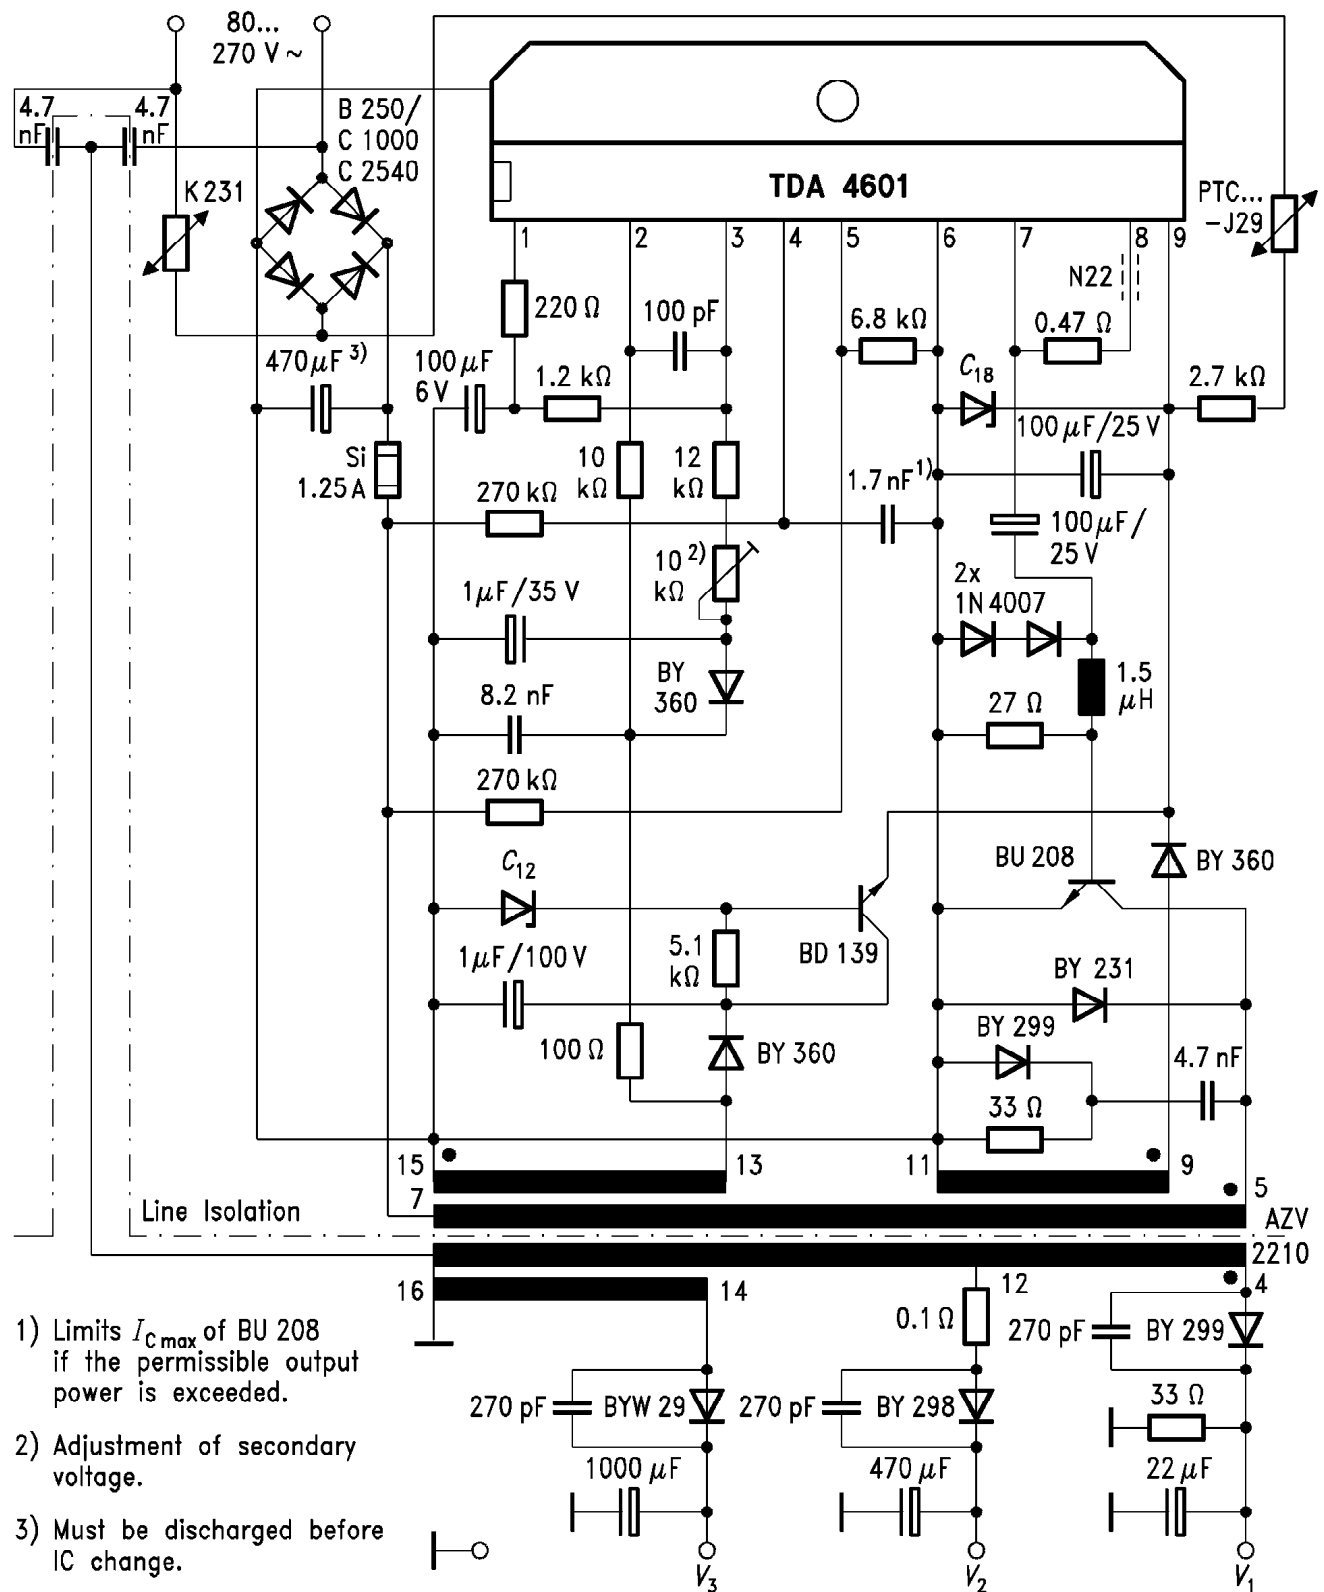 80...
270 V ~
4.7
nF
4.7
nF
B 250/
C 1000
C 2540
K 231
TDA 4601
PTC...
-J29
1
2
3
4
5
6
7
8
9
N22
220 Ω
100 pF
6.8 kΩ
0.47 Ω
470 μF 3)
100 μF
6 V
1.2 kΩ
C18
2.7 kΩ
100 μF/25 V
Si
1.25 A
10
kΩ
12
kΩ
270 kΩ
1.7 nF 1)
100 μF/
25 V
10 2)
kΩ
2x
1N 4007
1 μF/35 V
BY
360
1.5
μH
8.2 nF
27 Ω
270 kΩ
C12
BU 208
BY 360
1 μF/100 V
5.1
kΩ
BD 139
BY 231
100 Ω
BY 360
BY 299
4.7 nF
33 Ω
15
13
11
9
7
5
Line Isolation
AZV
2210
16
14
12
4
1) Limits IC max of BU 208
if the permissible output
power is exceeded.
0.1 Ω
270 pF
BY 299
270 pF
BYW 29
270 pF
BY 298
33 Ω
2) Adjustment of secondary
voltage.
1000 μF
470 μF
22 μF
3) Must be discharged before
IC change.
V3
V2
V1